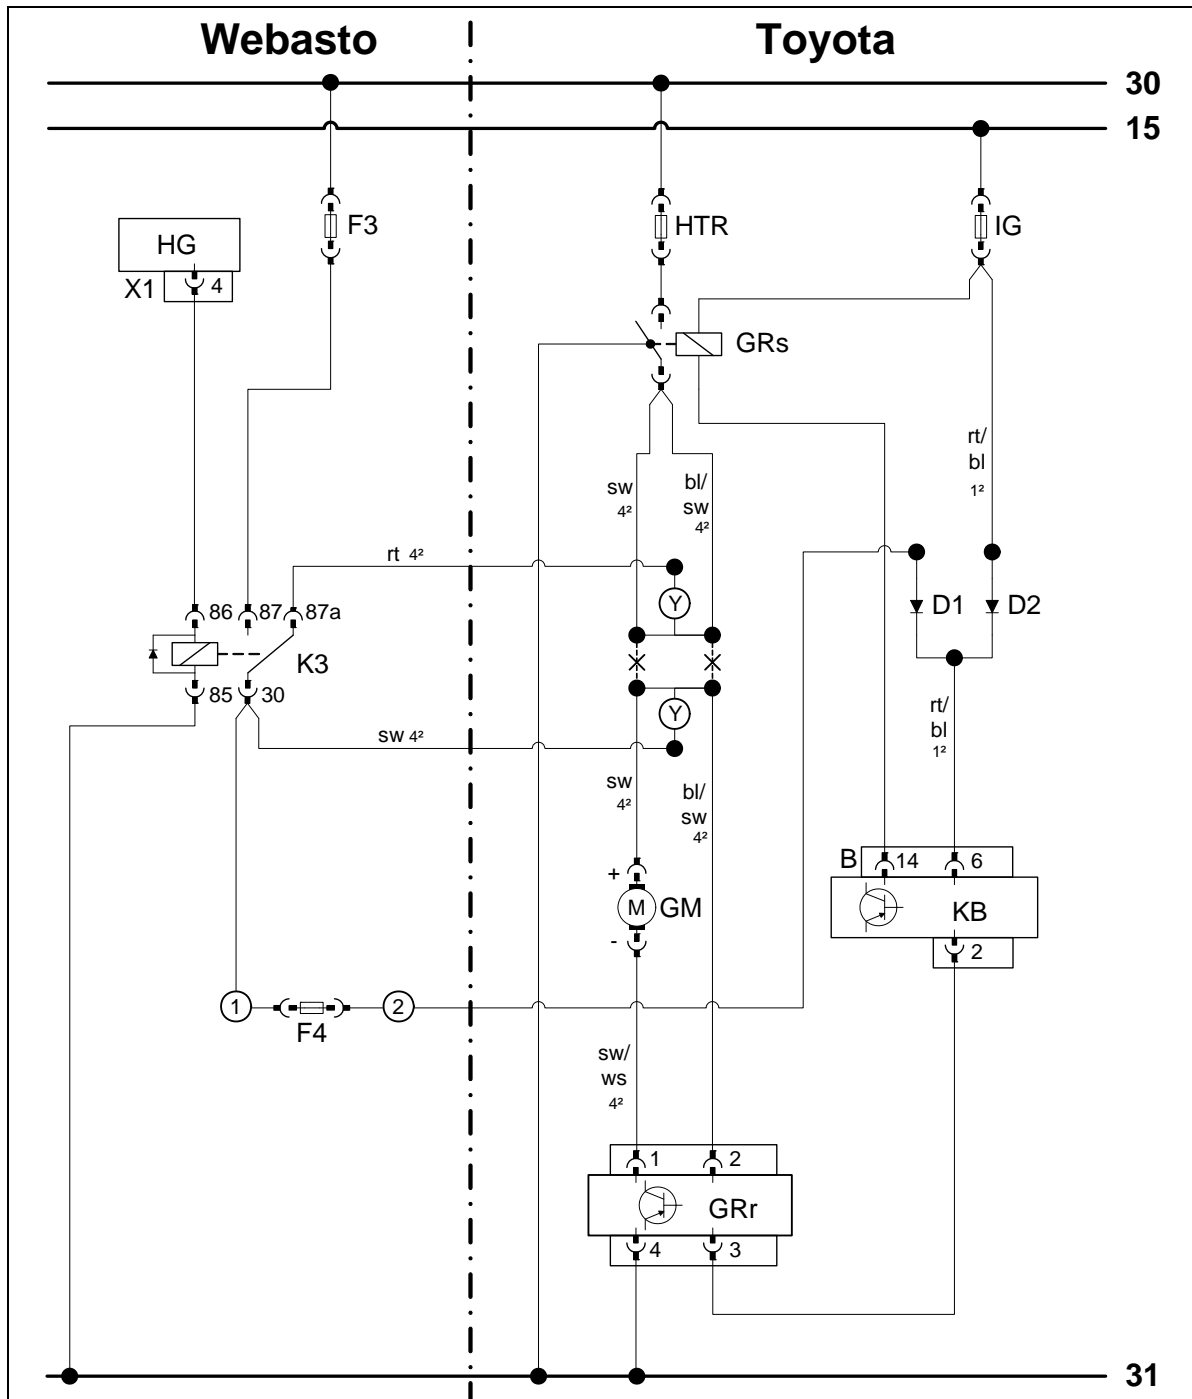 Webasto
Toyota
30
15
F3
HTR
IG
HG
X1
4
GRs
rt/
bl
1²
sw
4²
bl/
sw
4²
rt 4²
86
87
87a
Y
D1
D2
K3
85
30
Y
sw 4²
rt/
bl
1²
sw
4²
bl/
sw
4²
B
14
6
+
M
GM
-
KB
2
1
F4
2
sw/
ws
4²
1
2
GRr
4
3
31